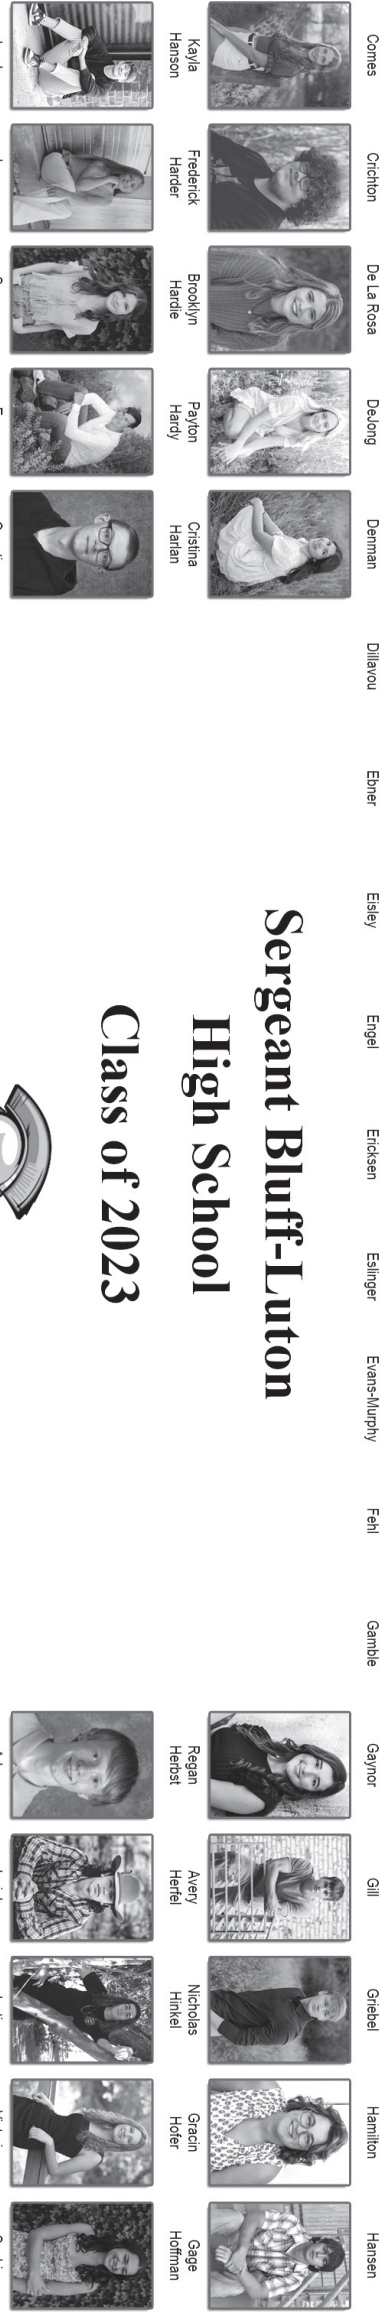 Comes Crichton De La Rosa DeJong Denman Dillavou Ebner Eisley Engel Ericksen Eslinger Evans-Murphy Fehl Gamble Gaynor Gill Griebel Hamilton Hansen
Sergeant Bluff-Luton
High School
Class of 2023
Kayla Frederick Brooklyn Payton Cristina
Hanson Harder Hardie Hardy Harlan
Regan Avery Nicholas Gracin Gage
Herbst Herfel Hinkel Hofer Hoffman